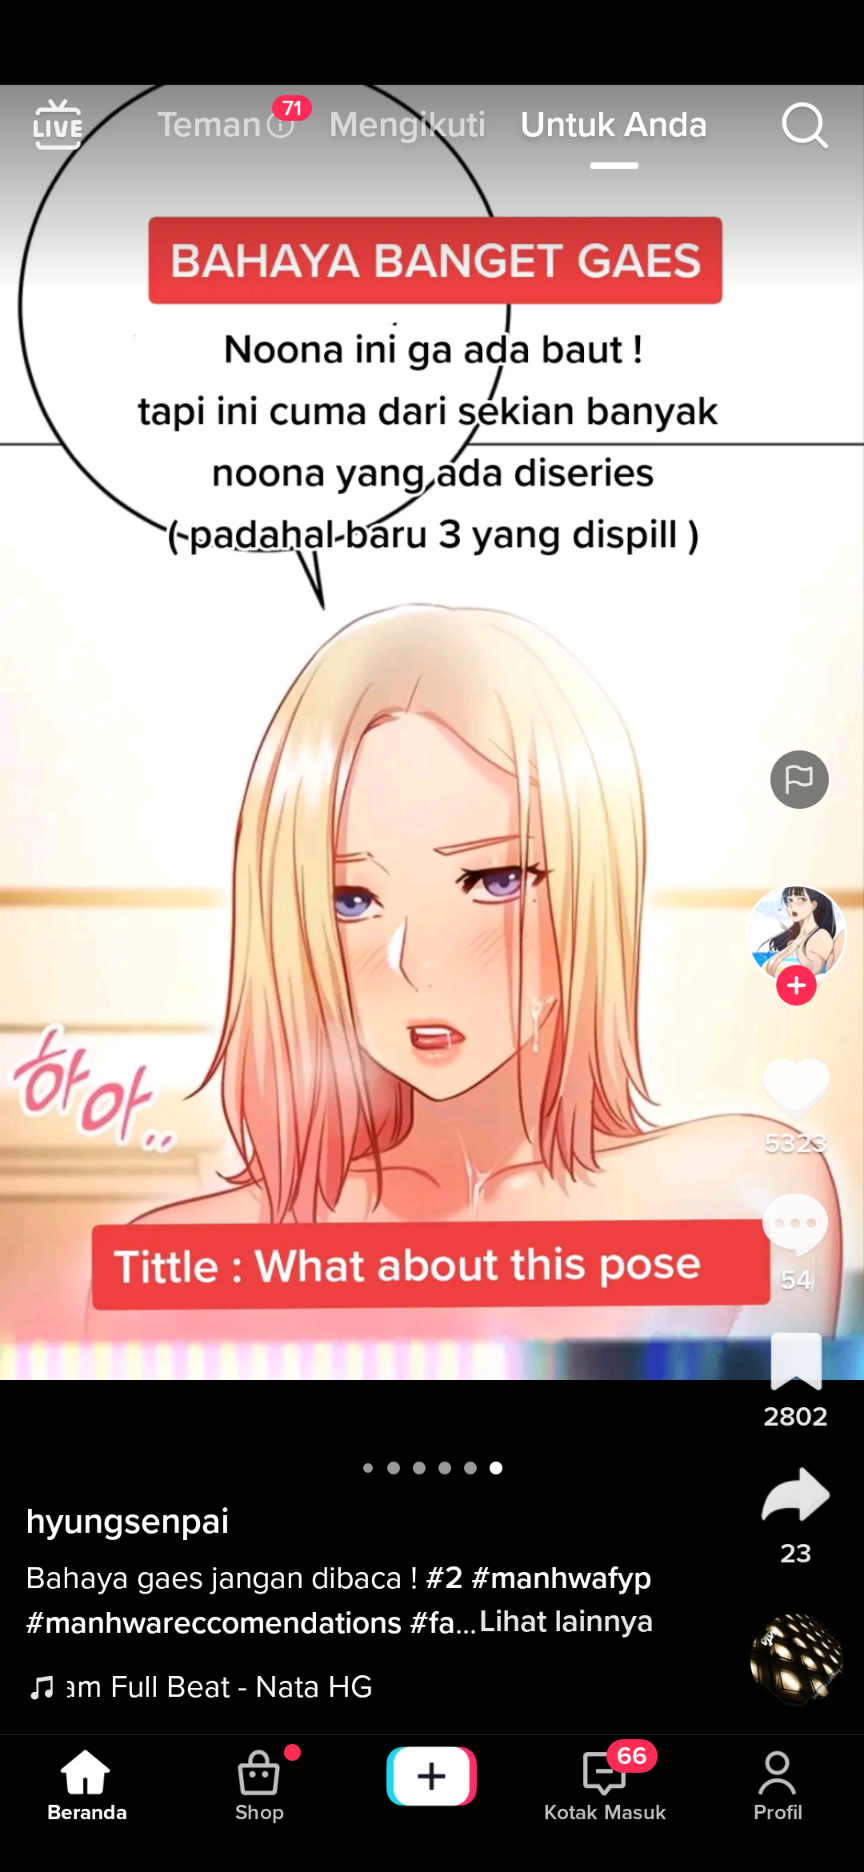 LIVE
Teman 71
Mengikuti
Untuk Anda
BAHAYA BANGET GAES
Noona ini ga ada baut !
tapi ini cuma dari sekian banyak
noona yang ada diseries
( padahal baru 3 yang dispill )
하아..
Tittle : What about this pose
5323
54
2802
23
hyungsenpai
Bahaya gaes jangan dibaca ! #2 #manhwafyp
#manhwareccomendations #fa... Lihat lainnya
am Full Beat - Nata HG
66
Beranda
Shop
Kotak Masuk
Profil